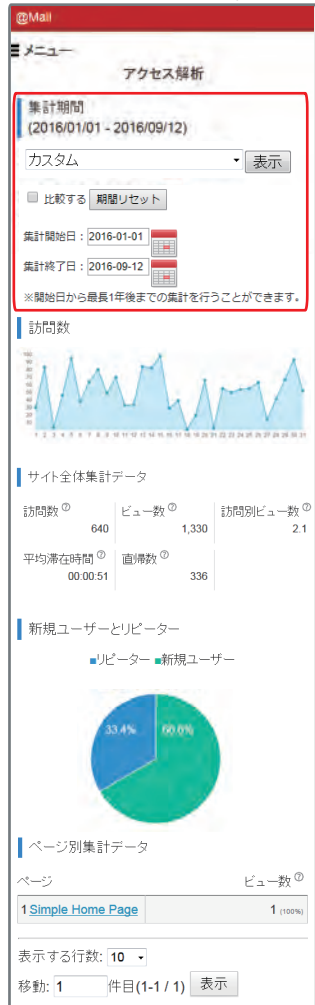 @Mall
メニュー
アクセス解析
集計期間
(2016/01/01 - 2016/09/12)
カスタム 表示
比較する 期間リセット
集計開始日：2016-01-01
集計終了日：2016-09-12
※開始日から最長1年後までの集計を行うことができます。
訪問数
サイト全体集計データ
訪問数 ? ビュー数 ? 訪問別ビュー数 ?
640 1,330 2.1
平均滞在時間 ? 直帰数 ?
00:00:51 336
新規ユーザーとリピーター
リピーター 新規ユーザー
33.4% 66.6%
ページ別集計データ
ページ ビュー数 ?
1 Simple Home Page 1 (100%)
表示する行数: 10
移動: 1 件目(1-1 / 1) 表示